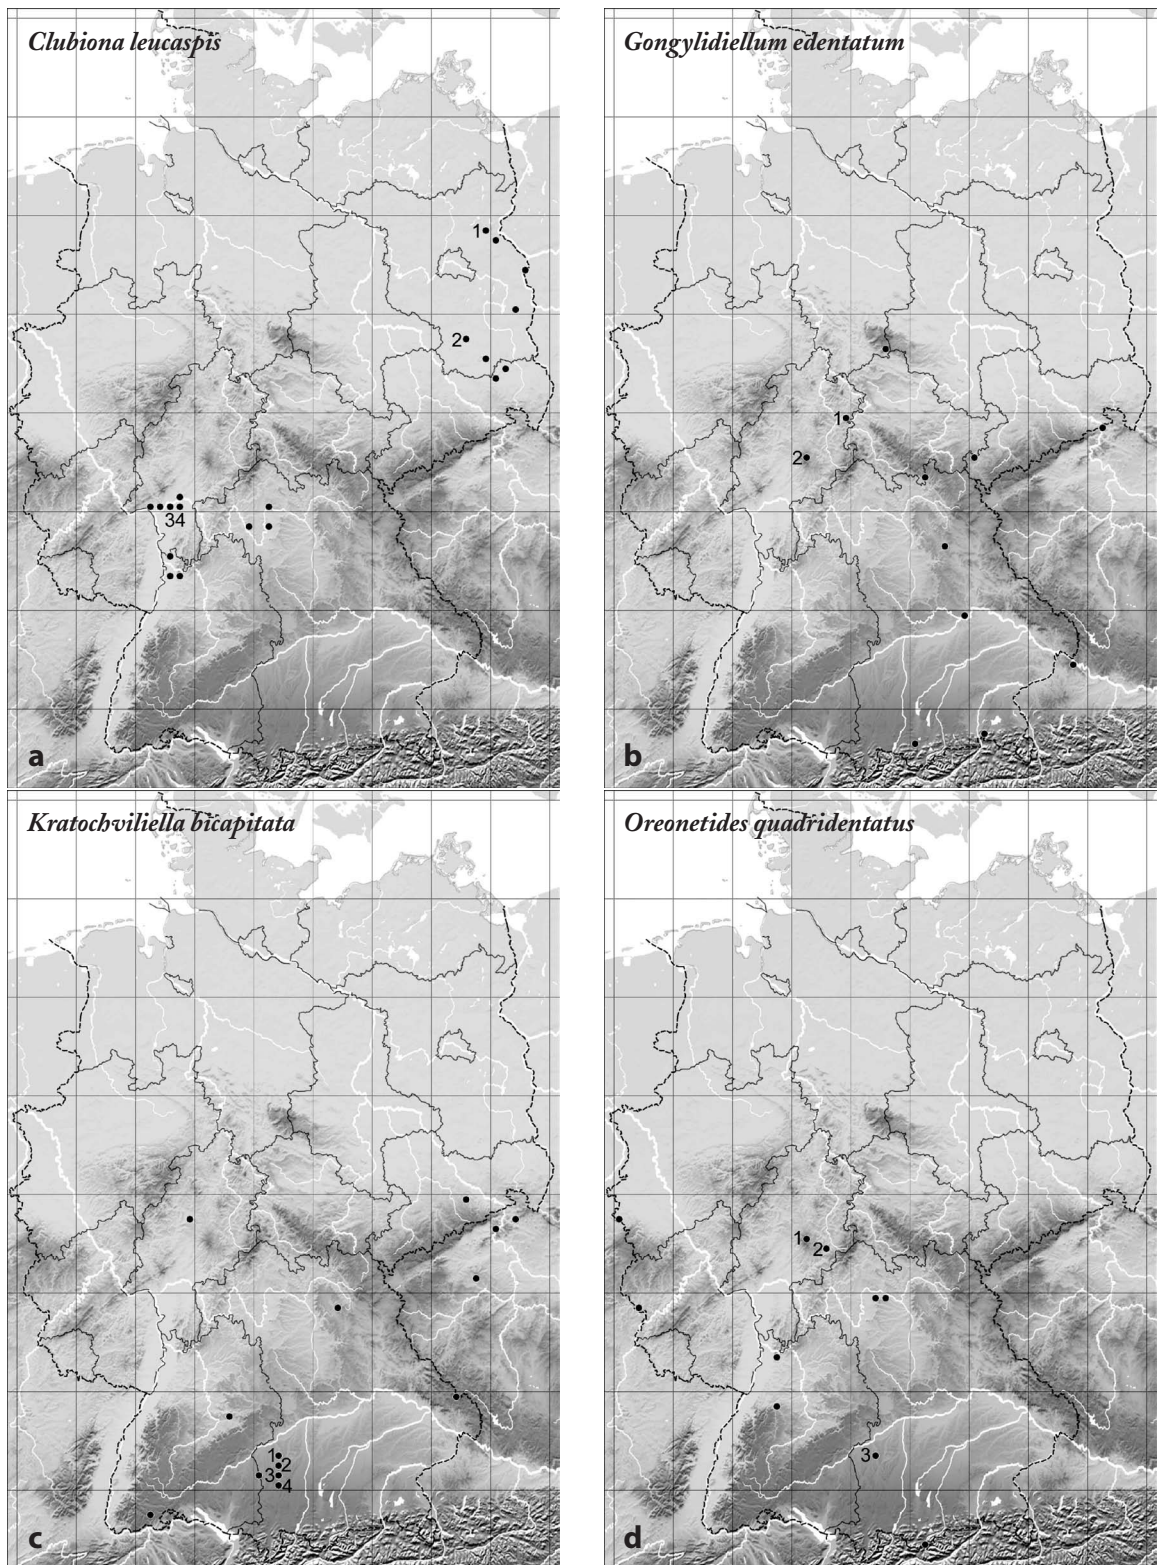 Clubiona leucaspis
1
2
34
a
Gongylidiellum edentatum
1
2
b
Kratochviliella bicapitata
1
2
3
4
c
Oreonetides quadridentatus
1
2
3
d